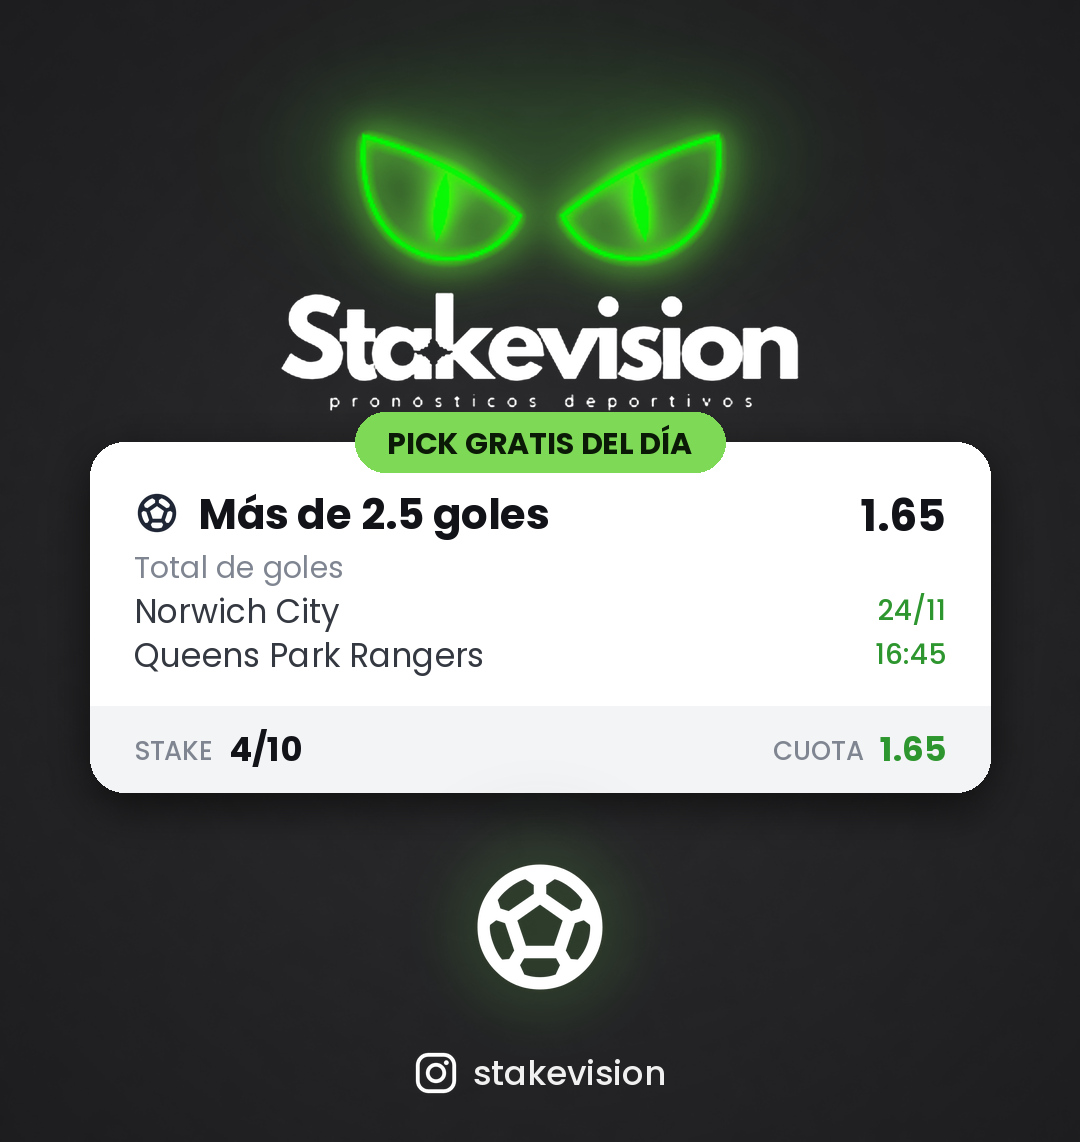 Stakevision
pronósticos deportivos
PICK GRATIS DEL DÍA
Más de 2.5 goles 1.65
Total de goles
Norwich City 24/11
Queens Park Rangers 16:45
STAKE 4/10 CUOTA 1.65
stakevision